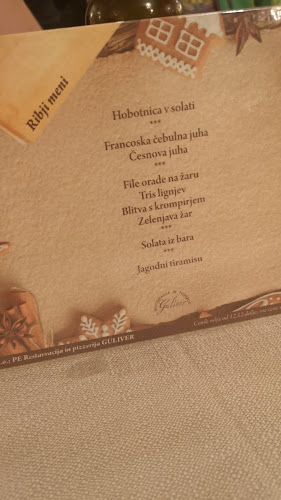 Ribji meni
Hobotnica v solati
***
Francoska čebulna juha
Česnova juha
***
File orade na žaru
Tris lignjev
Blitva s krompirjem
Zelenjava žar
***
Solata iz bara
***
Jagodni tiramisu
Guliver
PE Restavracija in pizzerija GULIVER